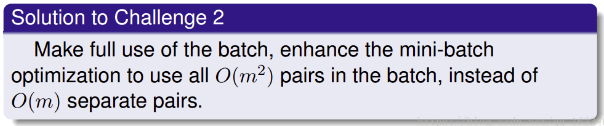 Solution to Challenge 2
Make full use of the batch, enhance the mini-batch
optimization to use all O(m²) pairs in the batch, instead of
O(m) separate pairs.